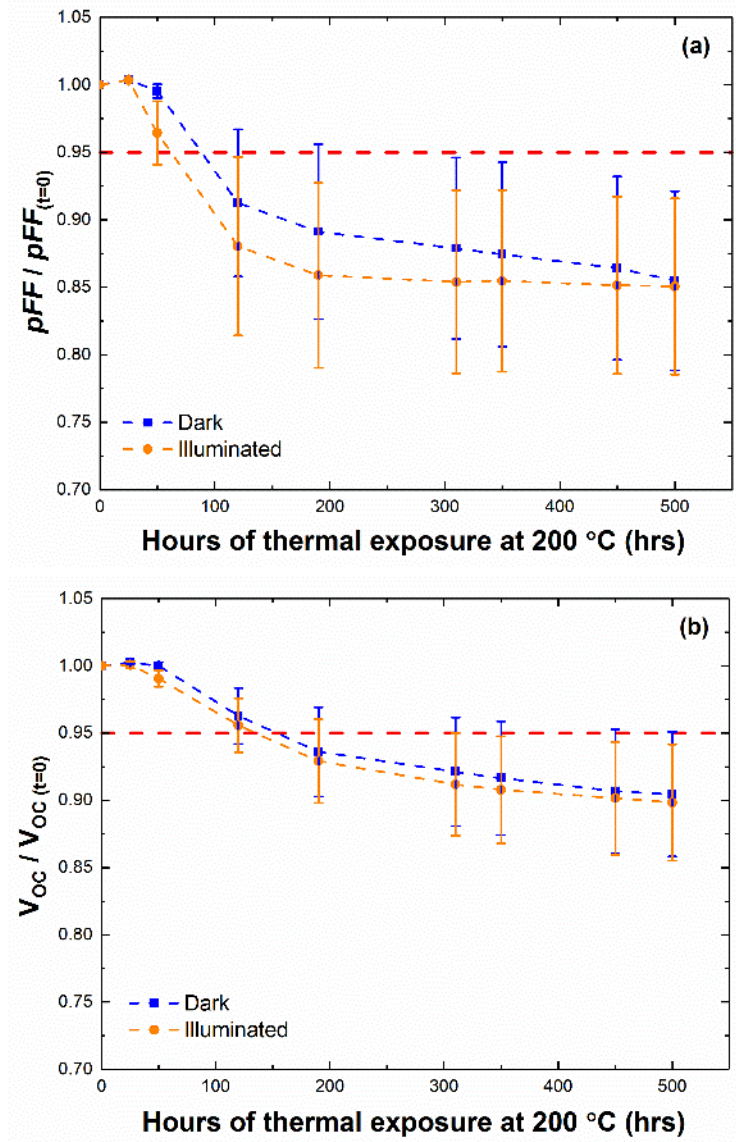 1.05
(a)
1.00
0.95
0.90
0.85
0.80
0.75
0.70
pFF / pFF(t=0)
Dark
Illuminated
0 100 200 300 400 500
Hours of thermal exposure at 200 °C (hrs)
1.05
(b)
1.00
0.95
0.90
0.85
0.80
0.75
0.70
VOC / VOC (t=0)
Dark
Illuminated
0 100 200 300 400 500
Hours of thermal exposure at 200 °C (hrs)